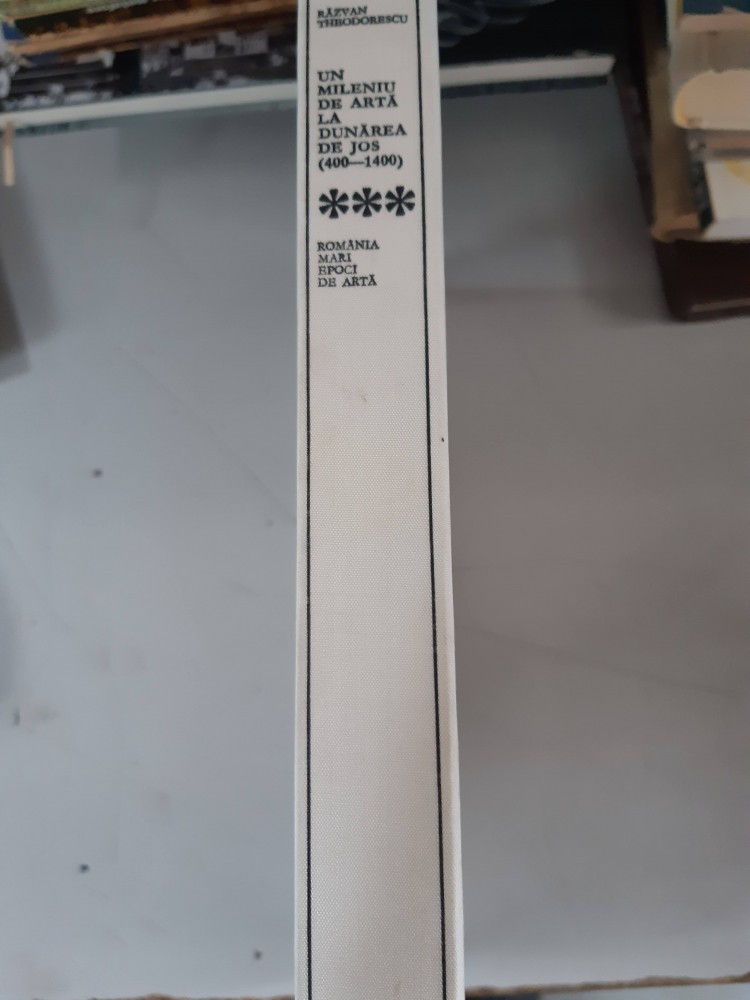 RĂZVAN
THEODORESCU
UN
MILENIU
DE ARTĂ
LA
DUNĂREA
DE JOS
(400—1400)
***
ROMÂNIA
MARI
EPOCI
DE ARTĂ